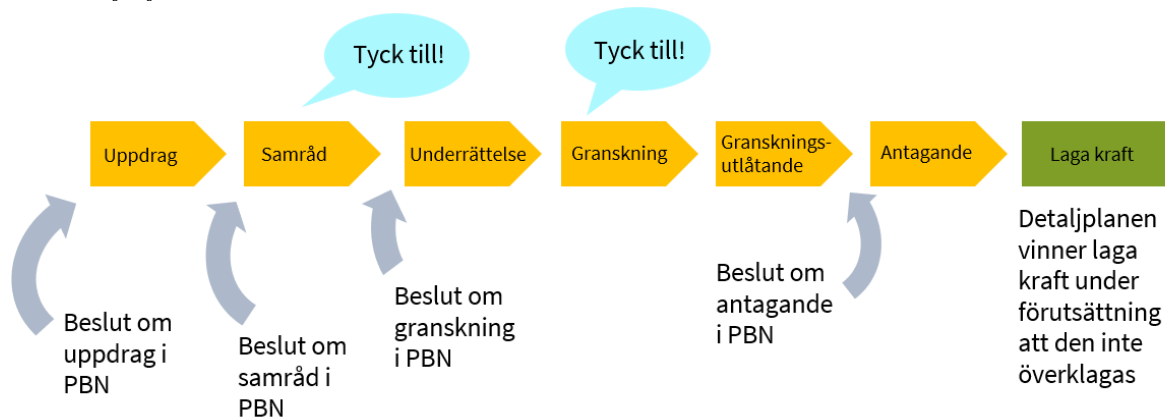 Tyck till!
Tyck till!
Uppdrag
Samråd
Underrättelse
Granskning
Gransknings-
utlåtande
Antagande
Laga kraft
Beslut om
uppdrag i
PBN
Beslut om
samråd i
PBN
Beslut om
granskning
i PBN
Beslut om
antagande
i PBN
Detaljplanen
vinner laga
kraft under
förutsättning
att den inte
överklagas